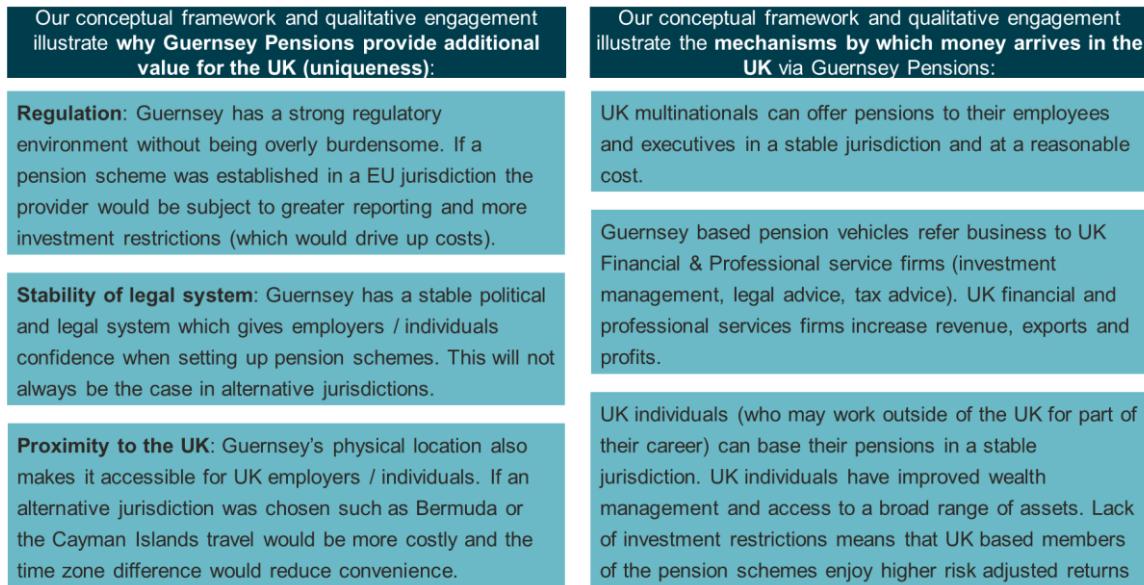 Our conceptual framework and qualitative engagement
illustrate why Guernsey Pensions provide additional
value for the UK (uniqueness):
Regulation: Guernsey has a strong regulatory
environment without being overly burdensome. If a
pension scheme was established in a EU jurisdiction the
provider would be subject to greater reporting and more
investment restrictions (which would drive up costs).
Stability of legal system: Guernsey has a stable political
and legal system which gives employers / individuals
confidence when setting up pension schemes. This will not
always be the case in alternative jurisdictions.
Proximity to the UK: Guernsey's physical location also
makes it accessible for UK employers / individuals. If an
alternative jurisdiction was chosen such as Bermuda or
the Cayman Islands travel would be more costly and the
time zone difference would reduce convenience.
Our conceptual framework and qualitative engagement
illustrate the mechanisms by which money arrives in the
UK via Guernsey Pensions:
UK multinationals can offer pensions to their employees
and executives in a stable jurisdiction and at a reasonable
cost.
Guernsey based pension vehicles refer business to UK
Financial & Professional service firms (investment
management, legal advice, tax advice). UK financial and
professional services firms increase revenue, exports and
profits.
UK individuals (who may work outside of the UK for part of
their career) can base their pensions in a stable
jurisdiction. UK individuals have improved wealth
management and access to a broad range of assets. Lack
of investment restrictions means that UK based members
of the pension schemes enjoy higher risk adjusted returns